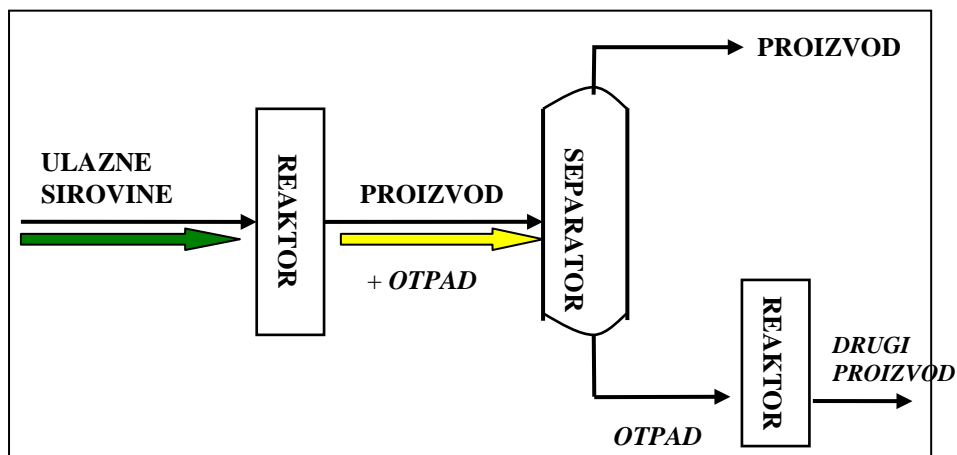 PROIZVOD
ULAZNE
SIROVINE
REAKTOR
PROIZVOD
+ OTPAD
SEPARATOR
REAKTOR
DRUGI
PROIZVOD
OTPAD